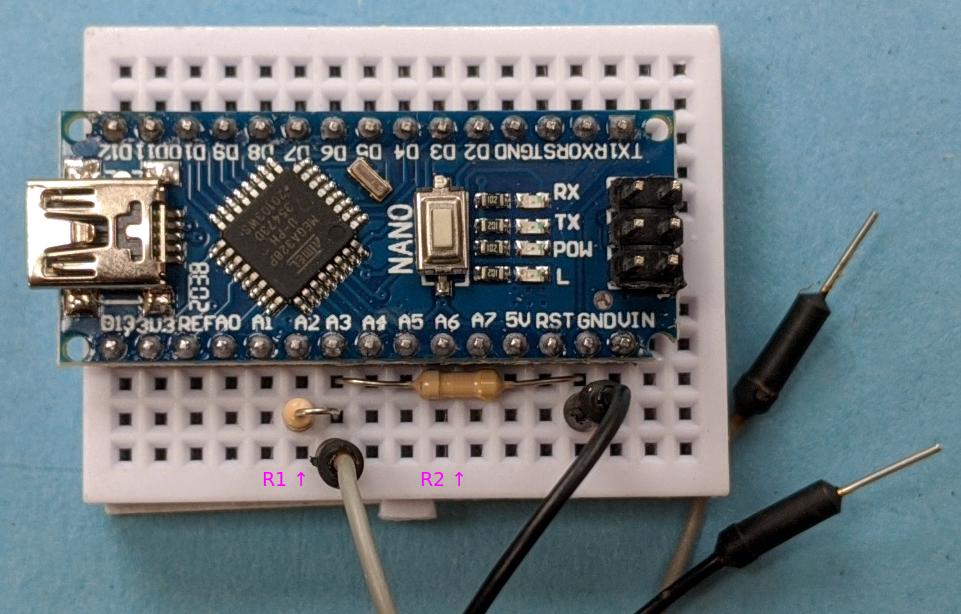 D12 D11 D10 D9 D8 D7 D6 D5 D4 D3 D2 GND RST RX0 TX1
RX
TX
POW
L
NANO
ATMEL
MEGA328P
2038
D13 3V3 REF A0 A1 A2 A3 A4 A5 A6 A7 5V RST GND VIN
R1 ↑
R2 ↑